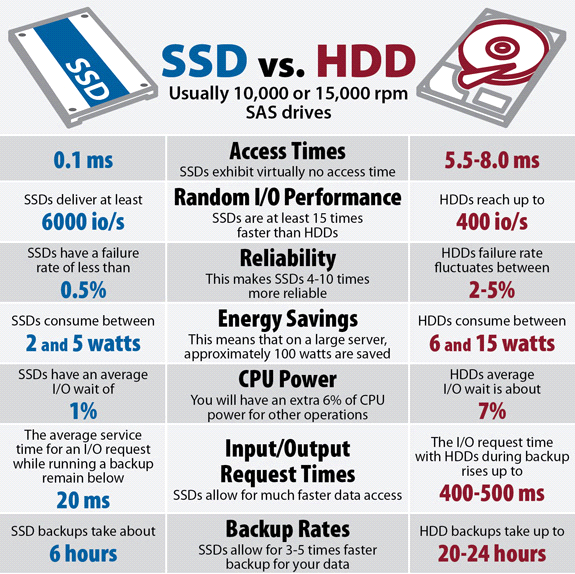 SSD
SSD vs. HDD
Usually 10,000 or 15,000 rpm
SAS drives
0.1 ms
Access Times
SSDs exhibit virtually no access time
5.5-8.0 ms
SSDs deliver at least
6000 io/s
Random I/O Performance
SSDs are at least 15 times
faster than HDDs
HDDs reach up to
400 io/s
SSDs have a failure
rate of less than
0.5%
Reliability
This makes SSDs 4-10 times
more reliable
HDDs failure rate
fluctuates between
2-5%
SSDs consume between
2 and 5 watts
Energy Savings
This means that on a large server,
approximately 100 watts are saved
HDDs consume between
6 and 15 watts
SSDs have an average
I/O wait of
1%
CPU Power
You will have an extra 6% of CPU
power for other operations
HDDs average
I/O wait is about
7%
The average service
time for an I/O request
while running a backup
remain below
20 ms
Input/Output
Request Times
SSDs allow for much faster data access
The I/O request time
with HDDs during backup
rises up to
400-500 ms
SSD backups take about
6 hours
Backup Rates
SSDs allow for 3-5 times faster
backup for your data
HDD backups take up to
20-24 hours